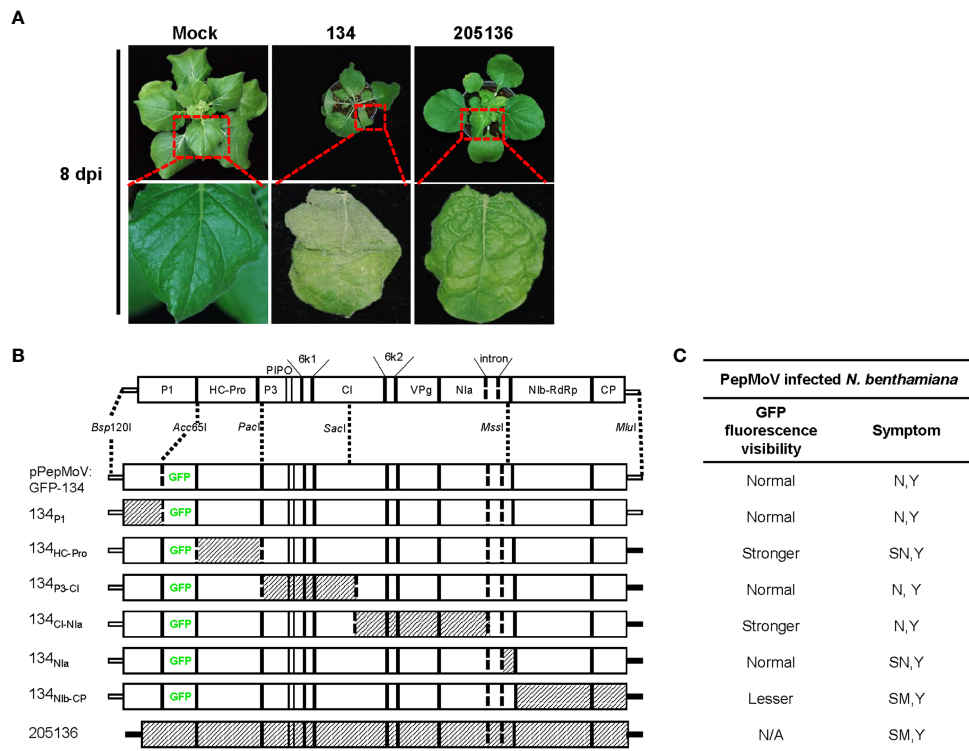 A
Mock 134 205136
8 dpi
B
6k1 6k2 intron
PIPO
P1 HC-Pro P3 CI VPg NIa NIb-RdRp CP
Bsp120I Acc65I PacI SacI MssI MluI
pPepMoV:
GFP-134
GFP
134P1 GFP
134HC-Pro GFP
134P3-CI GFP
134CI-NIa GFP
134NIa GFP
134NIb-CP GFP
205136
C
PepMoV infected N. benthamiana
GFP
fluorescence
visibility
Symptom
Normal N,Y
Normal N,Y
Stronger SN,Y
Normal N, Y
Stronger N,Y
Normal SN,Y
Lesser SM,Y
N/A SM,Y